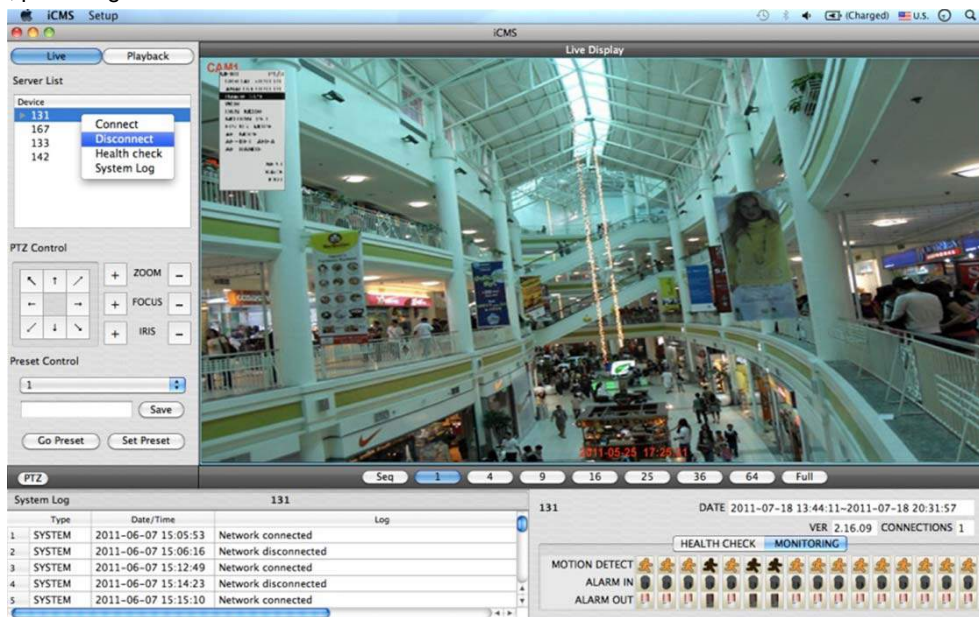 iCMS Setup (Charged) U.S.
iCMS
Live Playback
Live Display
Server List
Device
131
167
133
142
Connect
Disconnect
Health check
System Log
CAM1
PTZ Control
+ ZOOM −
+ FOCUS −
+ IRIS −
Preset Control
1
Save
Go Preset Set Preset
2011-05-25 17:25
PTZ
Seq 1 4 9 16 25 36 64 Full
System Log 131
Type Date/Time Log
1 SYSTEM 2011-06-07 15:05:53 Network connected
2 SYSTEM 2011-06-07 15:06:16 Network disconnected
3 SYSTEM 2011-06-07 15:12:49 Network connected
4 SYSTEM 2011-06-07 15:14:23 Network disconnected
5 SYSTEM 2011-06-07 15:15:10 Network connected
131 DATE 2011-07-18 13:44:11~2011-07-18 20:31:57
VER 2.16.09 CONNECTIONS 1
HEALTH CHECK MONITORING
MOTION DETECT
ALARM IN
ALARM OUT